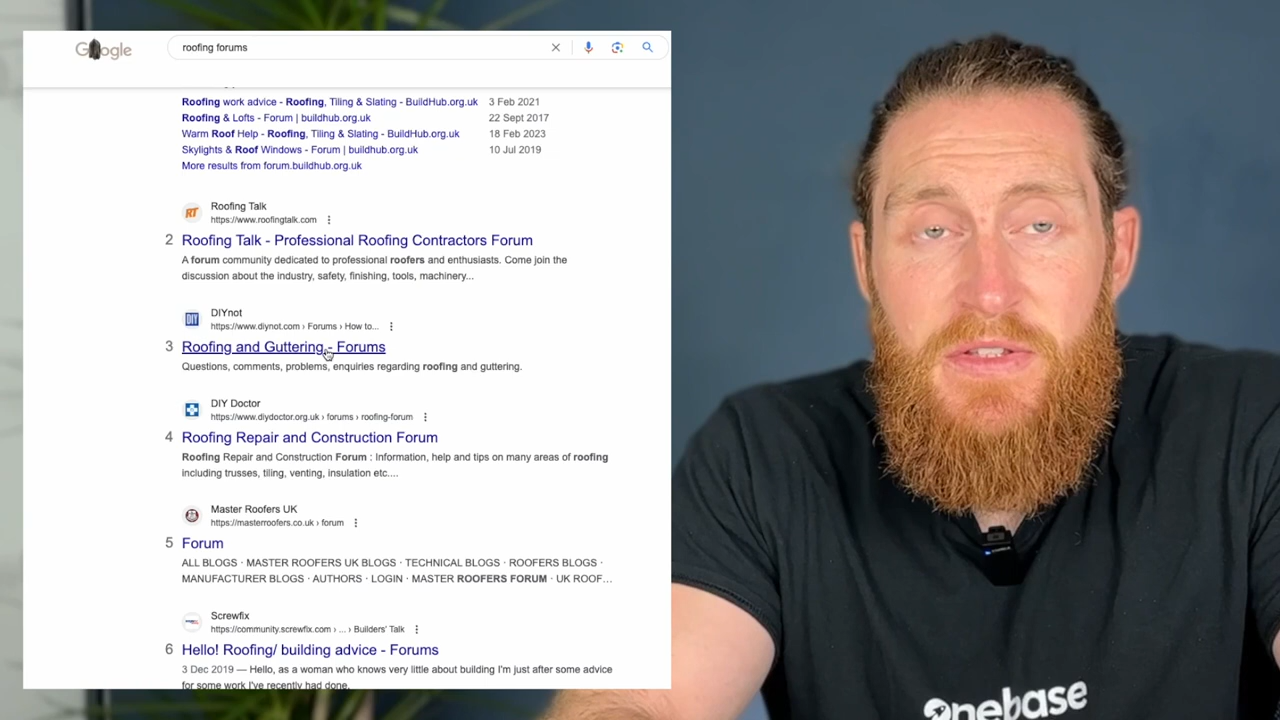 Google
roofing forums
Roofing work advice - Roofing, Tiling & Slating - BuildHub.org.uk 3 Feb 2021
Roofing & Lofts - Forum | buildhub.org.uk 22 Sept 2017
Warm Roof Help - Roofing, Tiling & Slating - BuildHub.org.uk 18 Feb 2023
Skylights & Roof Windows - Forum | buildhub.org.uk 10 Jul 2019
More results from forum.buildhub.org.uk
RT
Roofing Talk
https://www.roofingtalk.com
2 Roofing Talk - Professional Roofing Contractors Forum
A forum community dedicated to professional roofers and enthusiasts. Come join the
discussion about the industry, safety, finishing, tools, machinery...
DIY
DIYnot
https://www.diynot.com › Forums › How to...
3 Roofing and Guttering - Forums
Questions, comments, problems, enquiries regarding roofing and guttering.
DIY Doctor
https://www.diydoctor.org.uk › forums › roofing-forum
4 Roofing Repair and Construction Forum
Roofing Repair and Construction Forum : Information, help and tips on many areas of roofing
including trusses, tiling, venting, insulation etc....
Master Roofers UK
https://masterroofers.co.uk › forum
5 Forum
ALL BLOGS · MASTER ROOFERS UK BLOGS · TECHNICAL BLOGS · ROOFERS BLOGS ·
MANUFACTURER BLOGS · AUTHORS · LOGIN · MASTER ROOFERS FORUM · UK ROOF...
Screwfix
https://community.screwfix.com › ... › Builders' Talk
6 Hello! Roofing/ building advice - Forums
3 Dec 2019 — Hello, as a woman who knows very little about building I'm just after some advice
for some work I've recently had done.
nebase